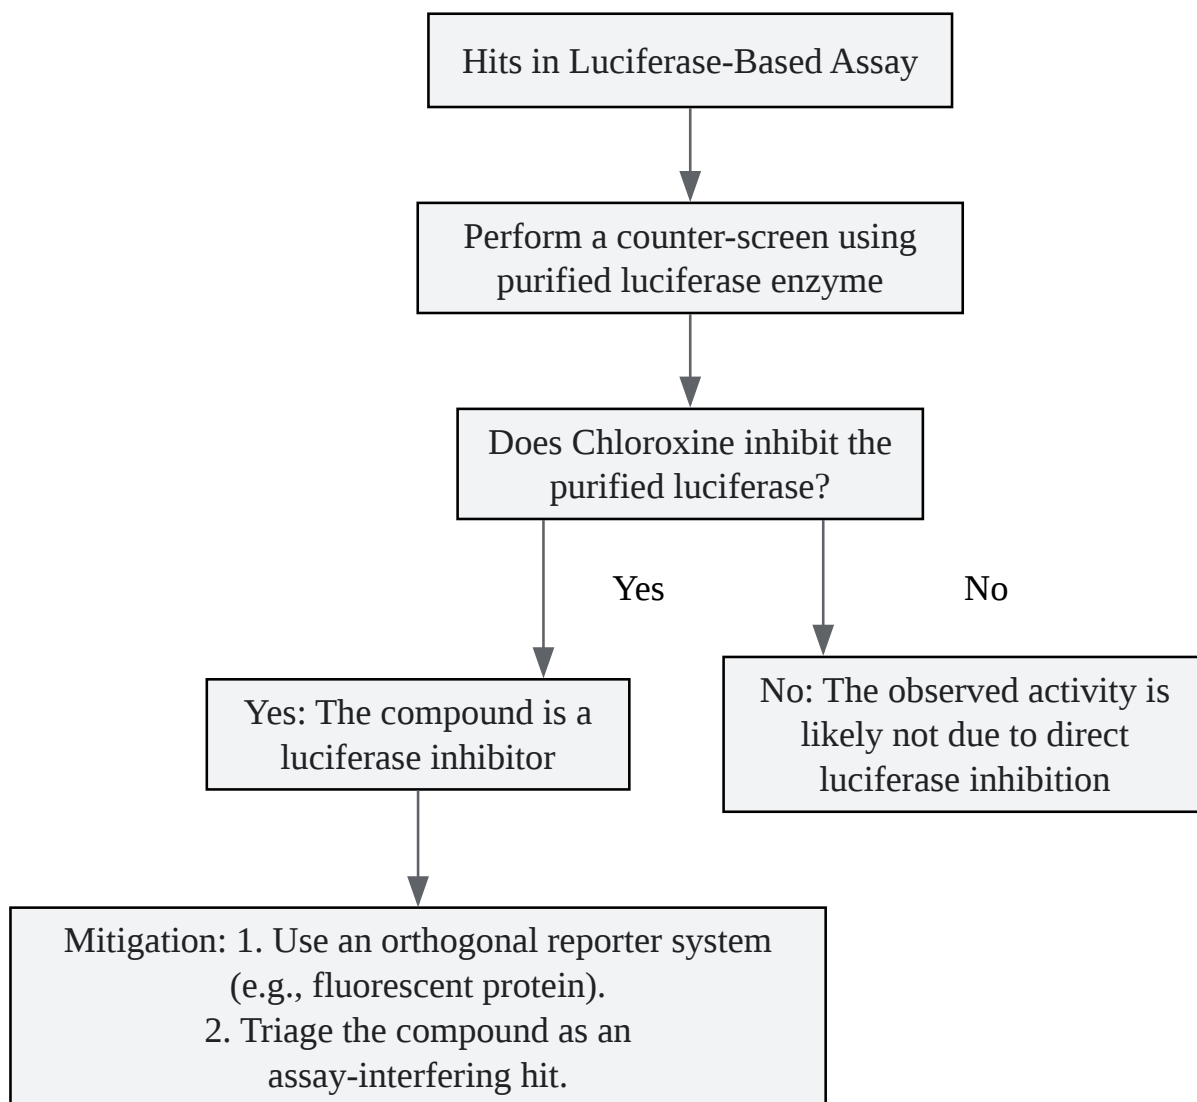 Hits in Luciferase-Based Assay
Perform a counter-screen using
purified luciferase enzyme
Does Chloroxine inhibit the
purified luciferase?
Yes
No
Yes: The compound is a
luciferase inhibitor
No: The observed activity is
likely not due to direct
luciferase inhibition
Mitigation: 1. Use an orthogonal reporter system
(e.g., fluorescent protein).
2. Triage the compound as an
assay-interfering hit.